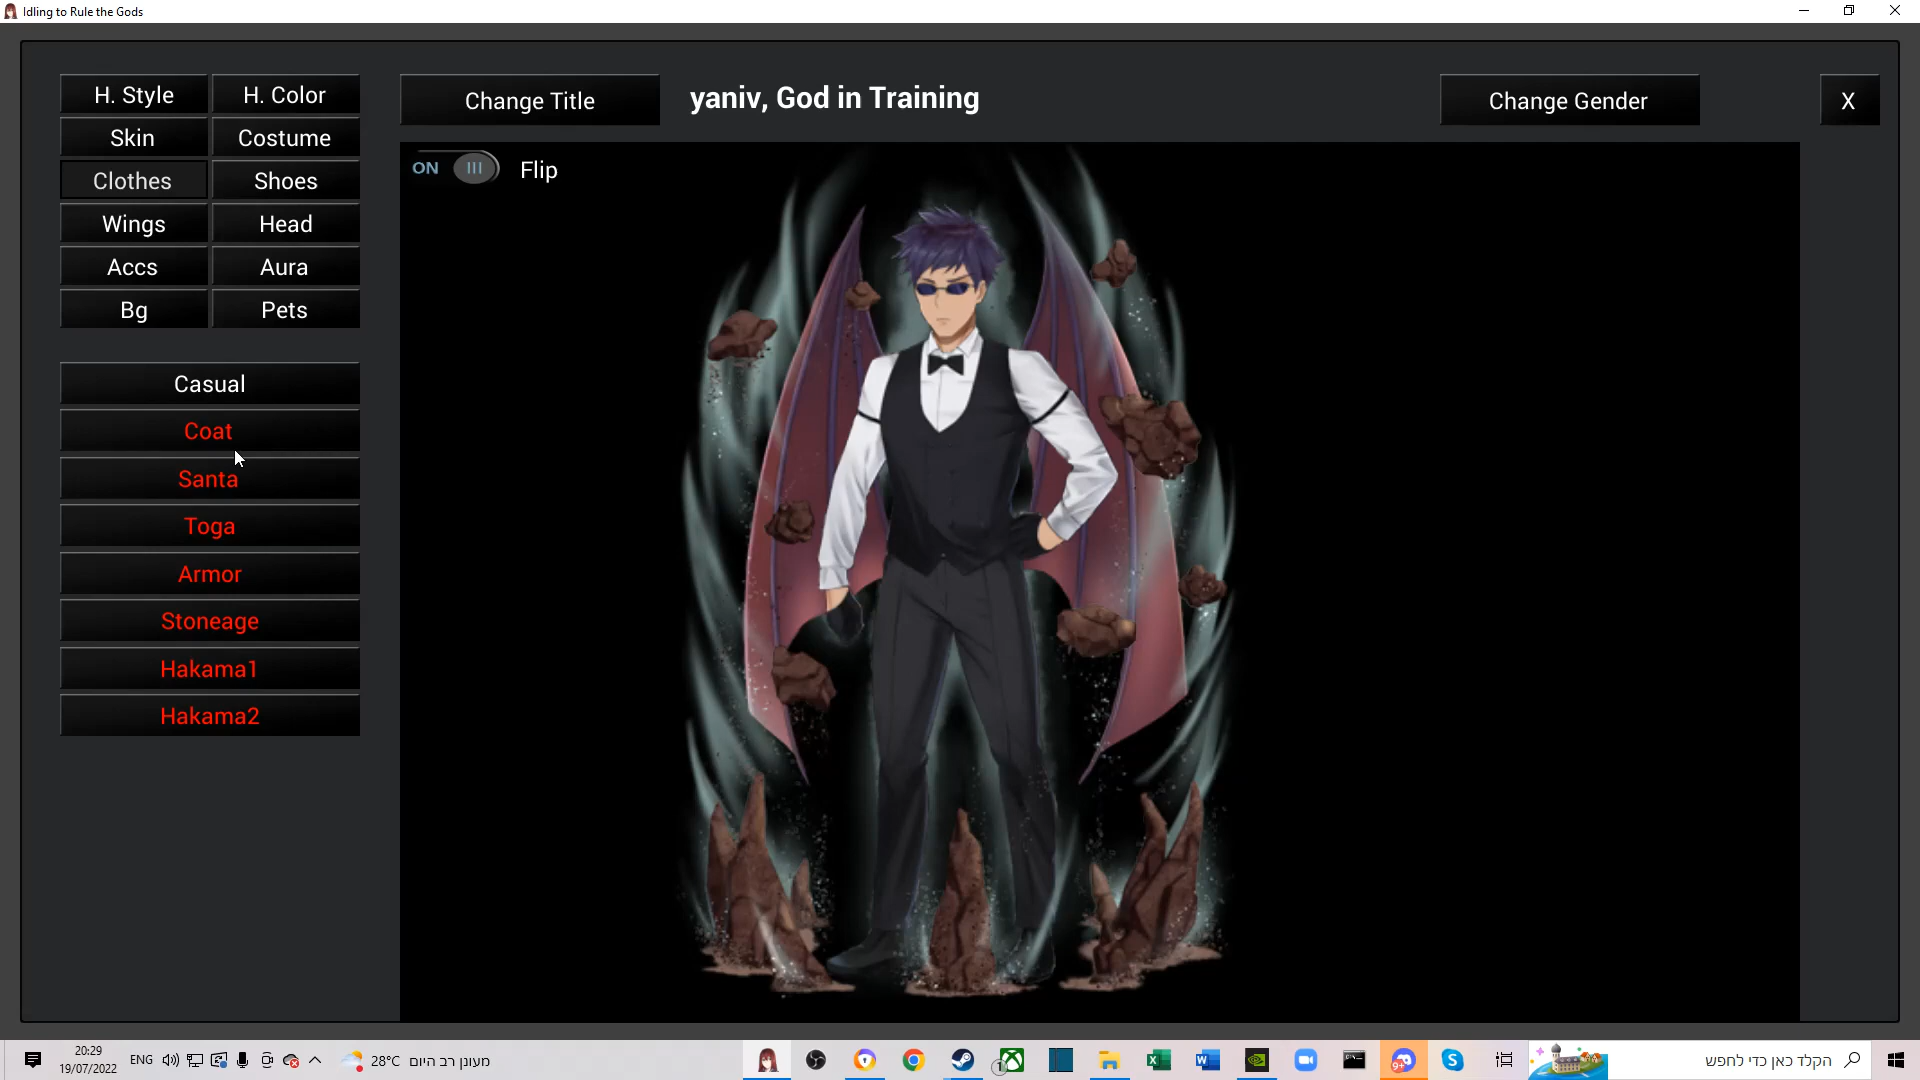 Idling to Rule the Gods
H. Style H. Color
Skin Costume
Clothes Shoes
Wings Head
Accs Aura
Bg Pets
Change Title
yaniv, God in Training
Change Gender
X
ON Flip
Casual
Coat
Santa
Toga
Armor
Stoneage
Hakama1
Hakama2
20:29
19/07/2022
ENG
28°C מעונן רב היום
1
9+
הקלד כאן כדי לחפש